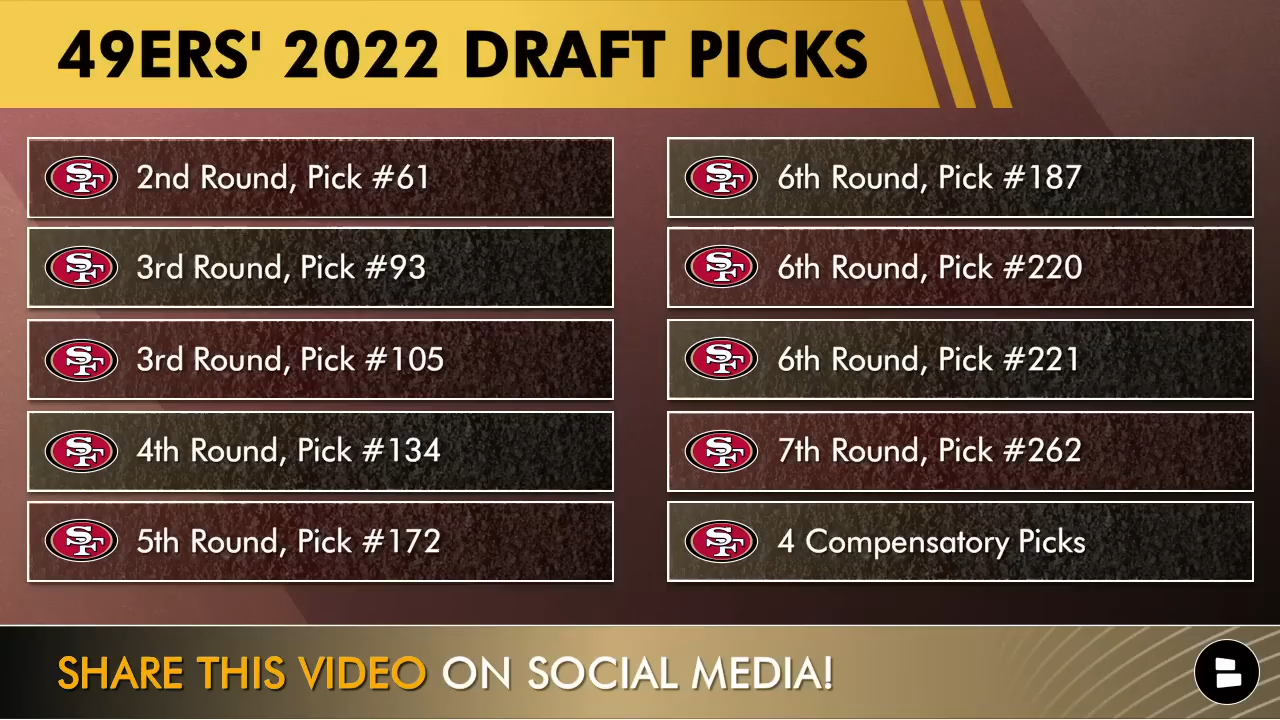 49ERS' 2022 DRAFT PICKS
2nd Round, Pick #61
3rd Round, Pick #93
3rd Round, Pick #105
4th Round, Pick #134
5th Round, Pick #172
6th Round, Pick #187
6th Round, Pick #220
6th Round, Pick #221
7th Round, Pick #262
4 Compensatory Picks
SHARE THIS VIDEO ON SOCIAL MEDIA!